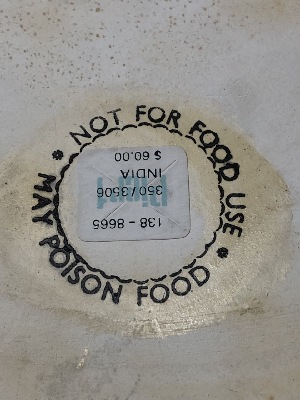 * NOT FOR FOOD USE *
MAY POISON FOOD
138 - 8665
350 / 3506
INDIA
$ 60.00